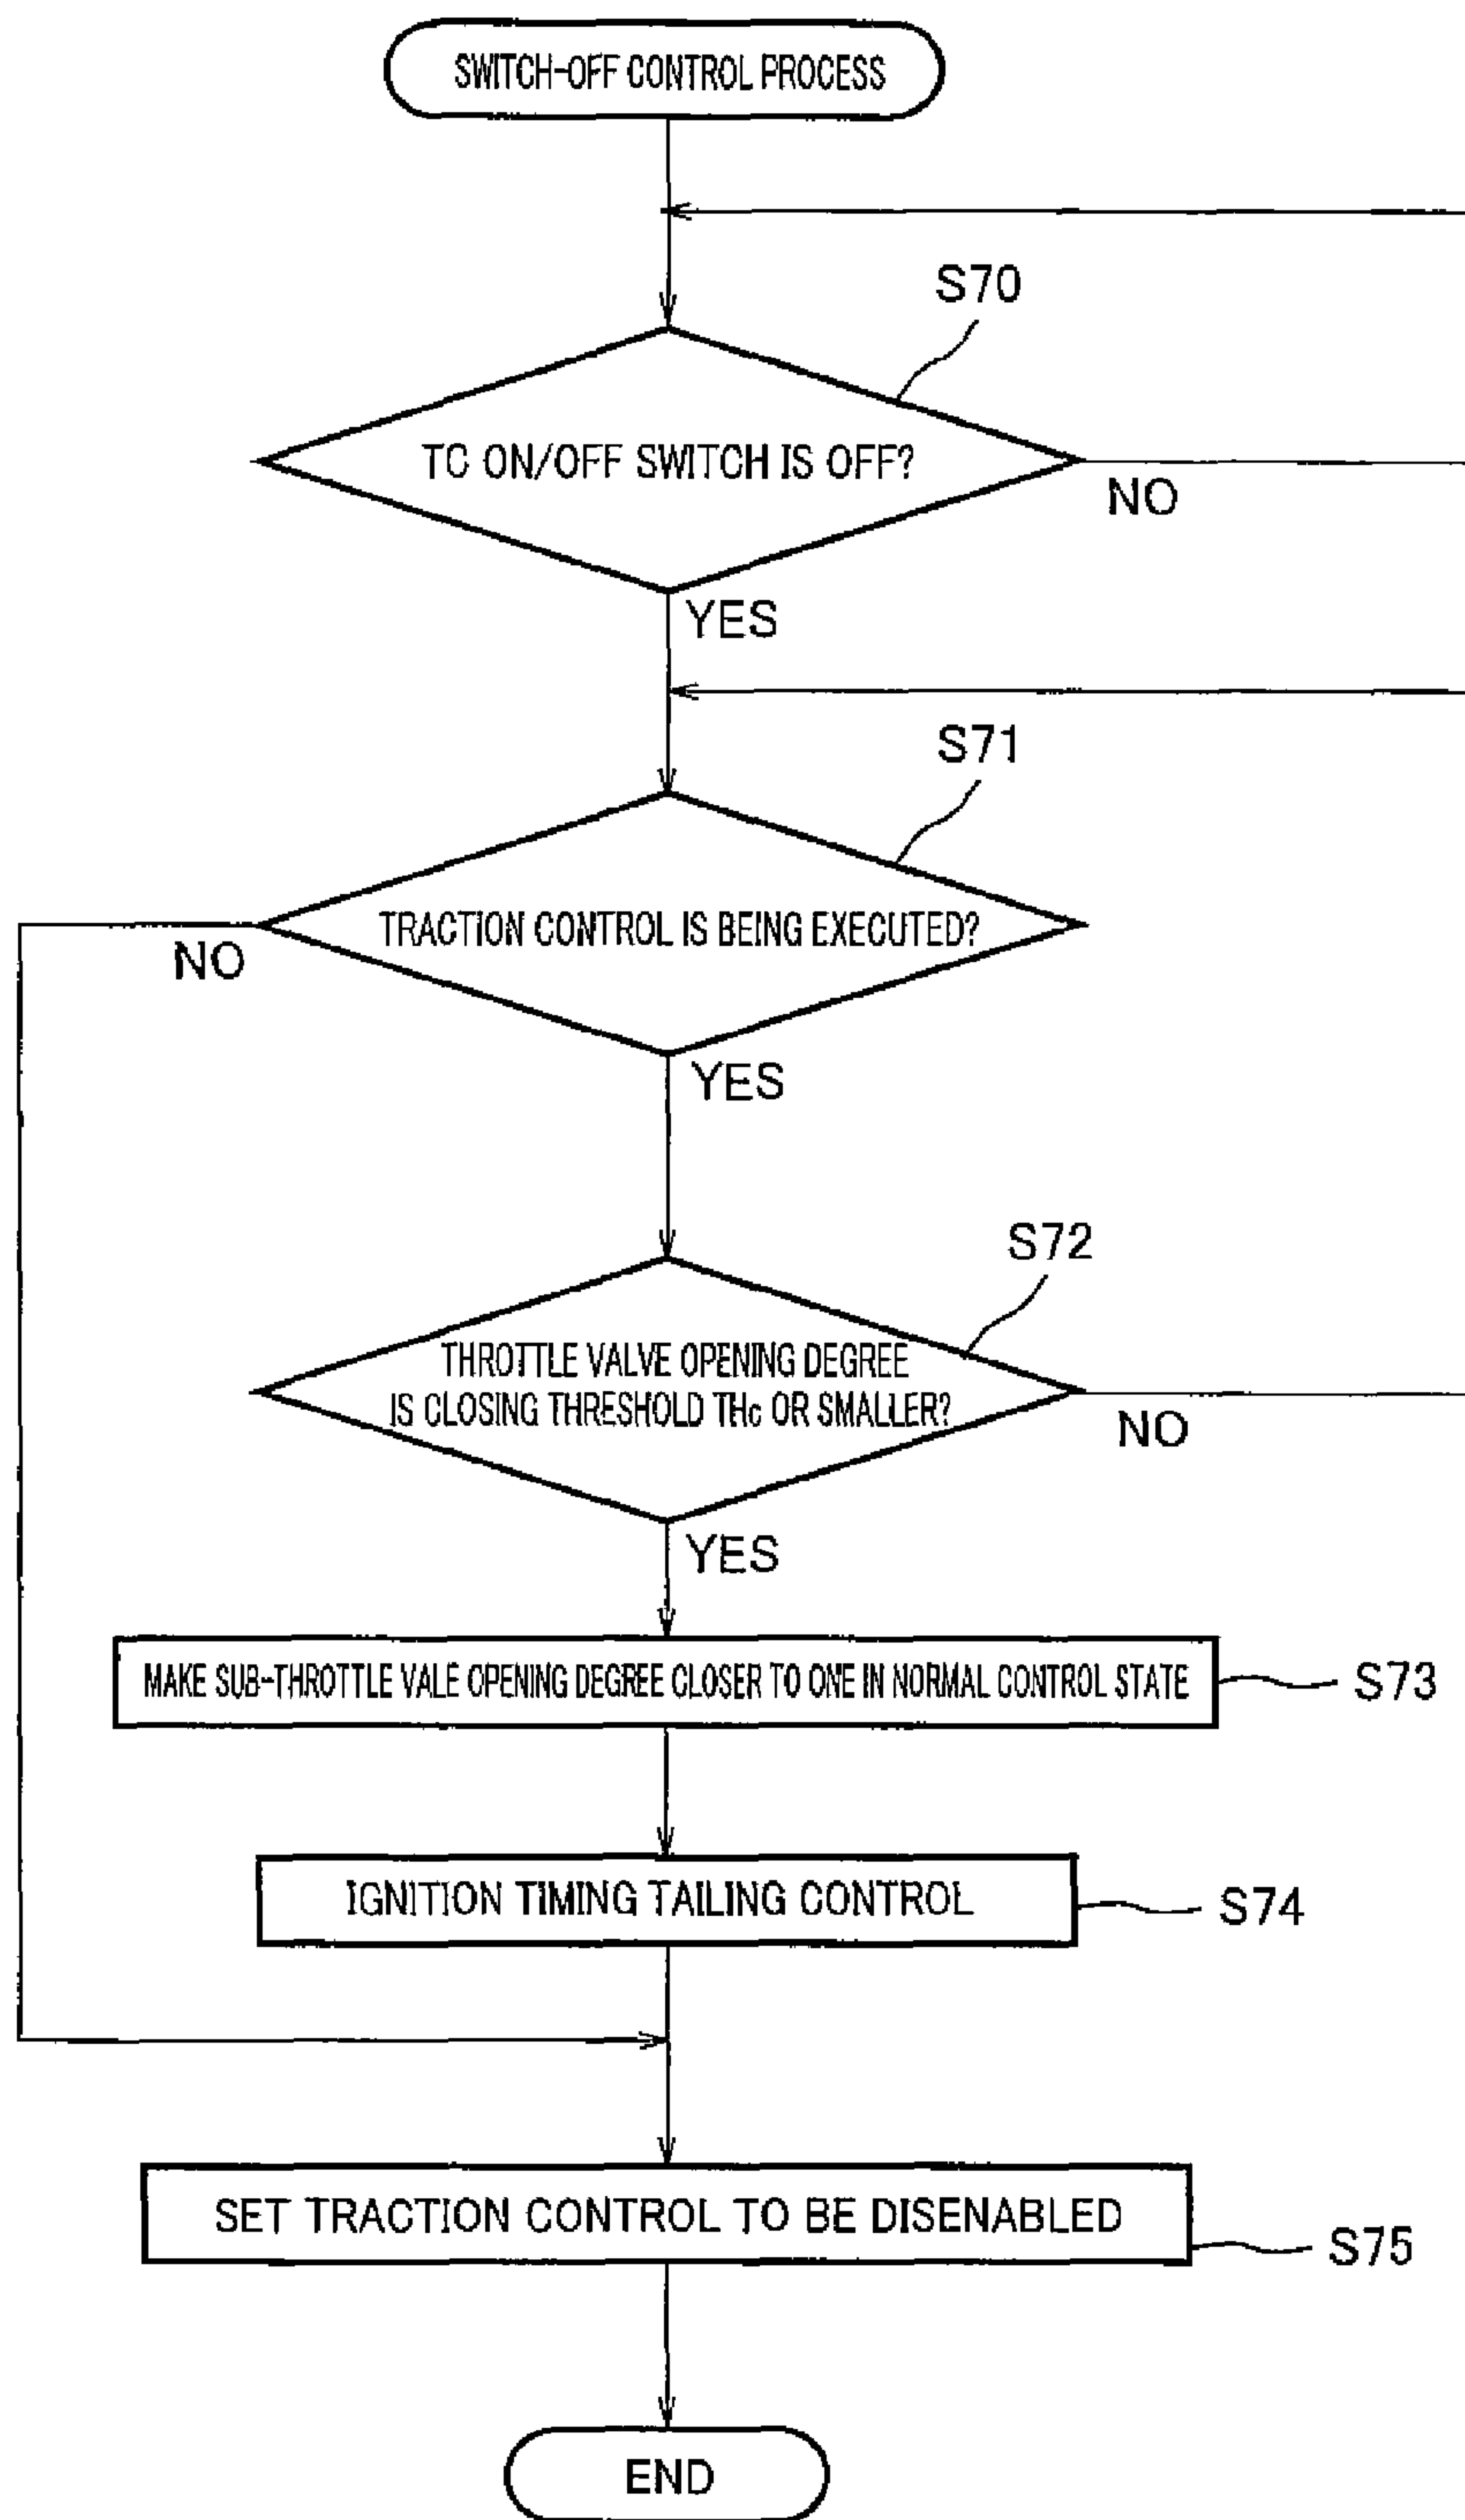 SWITCH-OFF CONTROL PROCESS
S70
TC ON/OFF SWITCH IS OFF?
NO
YES
S71
TRACTION CONTROL IS BEING EXECUTED?
NO
YES
S72
THROTTLE VALVE OPENING DEGREE
IS CLOSING THRESHOLD THc OR SMALLER?
NO
YES
MAKE SUB-THROTTLE VALE OPENING DEGREE CLOSER TO ONE IN NORMAL CONTROL STATE
S73
IGNITION TIMING TAILING CONTROL
S74
SET TRACTION CONTROL TO BE DISENABLED
S75
END